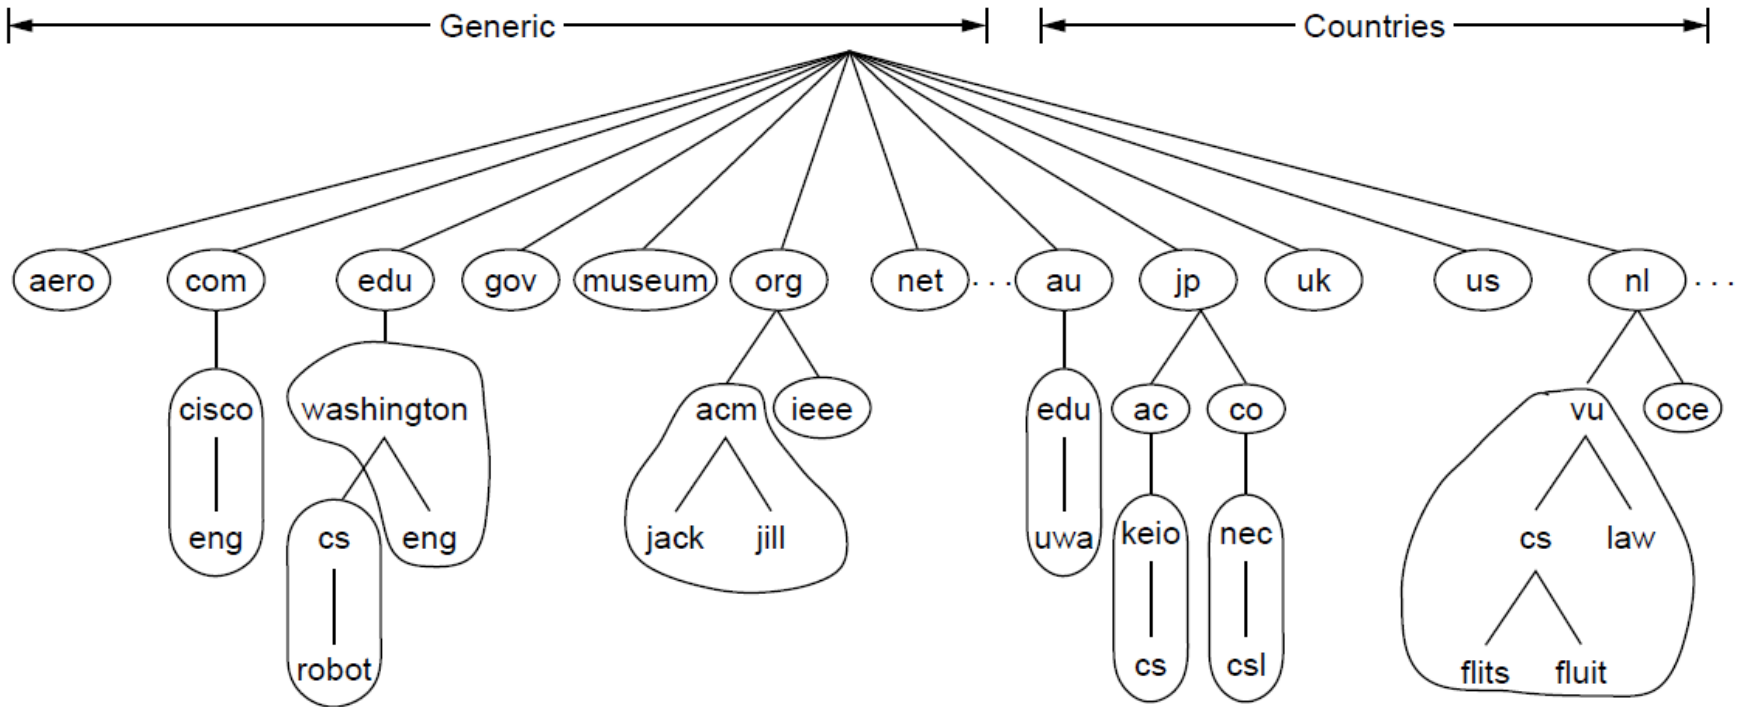 Generic Countries
aero com edu gov museum org net ... au jp uk us nl ...
cisco washington acm ieee edu ac co vu oce
eng cs eng jack jill uwa keio nec cs law
robot cs csl flits fluit